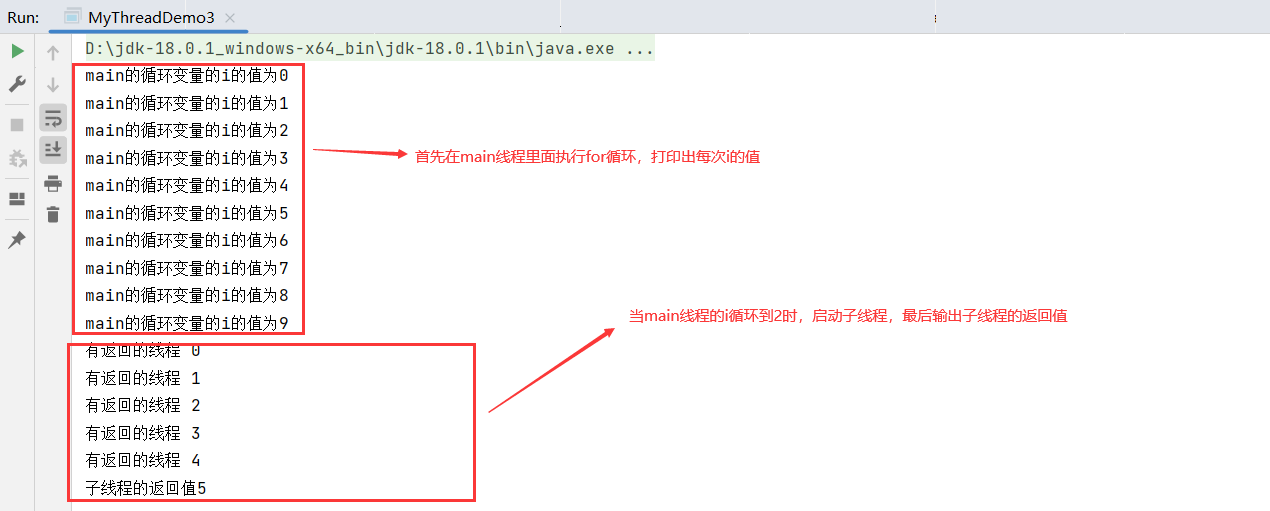 Run: MyThreadDemo3
D:\jdk-18.0.1_windows-x64_bin\jdk-18.0.1\bin\java.exe ...
main的循环变量的i的值为0
main的循环变量的i的值为1
main的循环变量的i的值为2
main的循环变量的i的值为3
首先在main线程里面执行for循环，打印出每次i的值
main的循环变量的i的值为4
main的循环变量的i的值为5
main的循环变量的i的值为6
main的循环变量的i的值为7
main的循环变量的i的值为8
main的循环变量的i的值为9
当main线程的i循环到2时，启动子线程，最后输出子线程的返回值
有返回的线程 0
有返回的线程 1
有返回的线程 2
有返回的线程 3
有返回的线程 4
子线程的返回值5